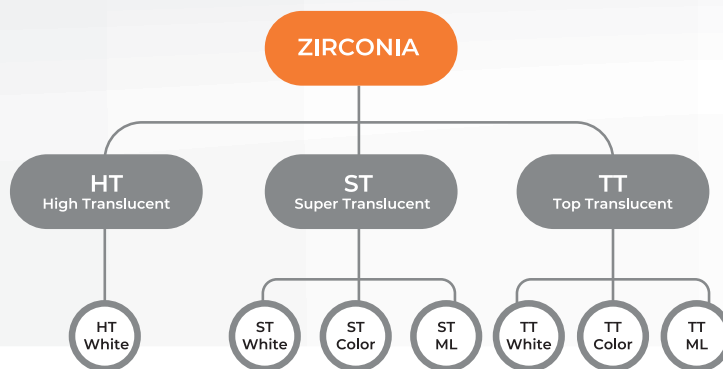 ZIRCONIA
HT
High Translucent
ST
Super Translucent
TT
Top Translucent
HT
White
ST
White
ST
Color
ST
ML
TT
White
TT
Color
TT
ML